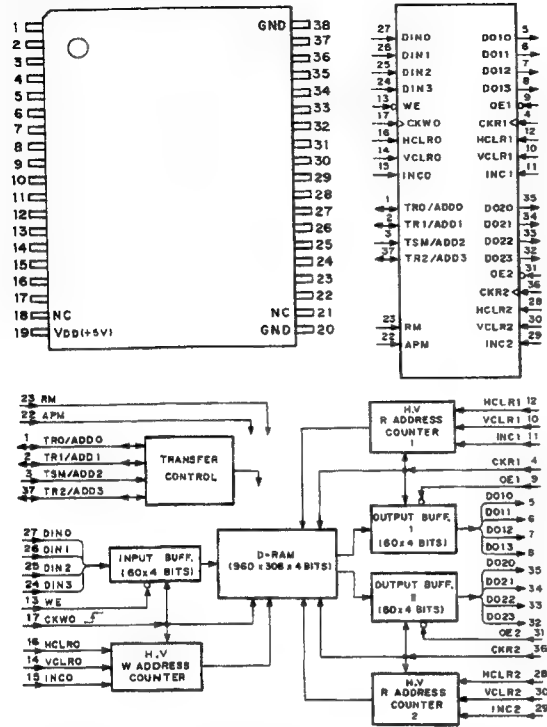 1
2
3
4
5
6
7
8
9
10
11
12
13
14
15
16
17
18 NC
19 VDD(+5V)
GND 38
37
36
35
34
33
32
31
30
29
28
27
26
25
24
23
22
NC 21
GND 20
27 DIN0
26 DIN1
25 DIN2
24 DIN3
13 WE
17 CKW0
16 HCLR0
14 VCLR0
15 INC0
1 TR0/ADD0
2 TR1/ADD1
3 TSM/ADD2
37 TR2/ADD3
23 RM
22 APM
DO10 5
DO11 6
DO12 7
DO13 8
OE1 9
CKR1 4
HCLR1 12
VCLR1 10
INC1 11
DO20 35
DO21 34
DO22 33
DO23 32
OE2 31
CKR2 36
HCLR2 28
VCLR2 30
INC2 29
23 RM
22 APM
1 TR0/ADD0
2 TR1/ADD1
3 TSM/ADD2
37 TR2/ADD3
TRANSFER
CONTROL
27 DIN0
26 DIN1
25 DIN2
24 DIN3
13 WE
17 CKW0
16 HCLR0
14 VCLR0
15 INC0
INPUT BUFF.
(60x4 BITS)
H.V
W ADDRESS
COUNTER
D-RAM
(960 x 306 x 4 BITS)
H.V
R ADDRESS
COUNTER
1
HCLR1 12
VCLR1 10
INC1 11
CKR1 4
OE1 9
OUTPUT BUFF.
I
(60x4 BITS)
DO10 5
DO11 6
DO12 7
DO13 8
OUTPUT BUFF.
II
(60x4 BITS)
DO20 35
DO21 34
DO22 33
DO23 32
OE2 31
CKR2 36
H.V
R ADDRESS
COUNTER
2
HCLR2 28
VCLR2 30
INC2 29